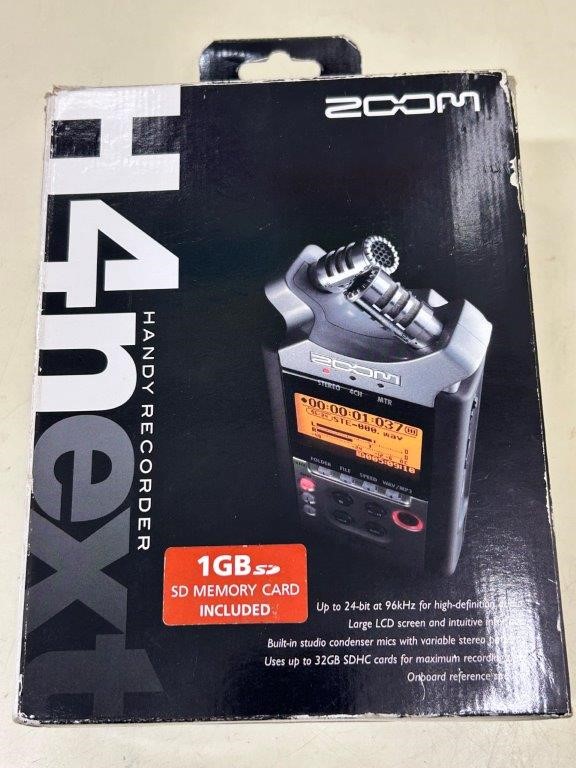 ZOOM
H4next
HANDY RECORDER
ZOOM
STEREO 4CH MTR
00:00:01:037
STE-000.wav
L
R
FOLDER FILE SPEED WAV/MP3
1GB
SD MEMORY CARD
INCLUDED
Up to 24-bit at 96kHz for high-definition
Large LCD screen and intuitive
Built-in studio condenser mics with variable stereo
Uses up to 32GB SDHC cards for maximum recording
Onboard reference